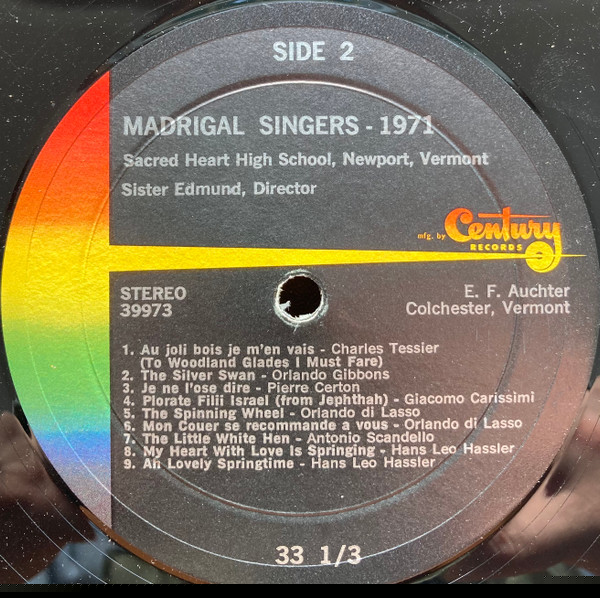 SIDE 2
MADRIGAL SINGERS - 1971
Sacred Heart High School, Newport, Vermont
Sister Edmund, Director
mfg. by Century
RECORDS
STEREO
39973
E. F. Auchter
Colchester, Vermont
1. Au joli bois je m'en vais - Charles Tessier
(To Woodland Glades I Must Fare)
2. The Silver Swan - Orlando Gibbons
3. Je ne l'ose dire - Pierre Certon
4. Plorate Filii Israel (from Jephthah) - Giacomo Carissimi
5. The Spinning Wheel - Orlando di Lasso
6. Mon Couer se recommande a vous - Orlando di Lasso
7. The Little White Hen - Antonio Scandello
8. My Heart With Love Is Springing - Hans Leo Hassler
9. Ah Lovely Springtime - Hans Leo Hassler
33 1/3